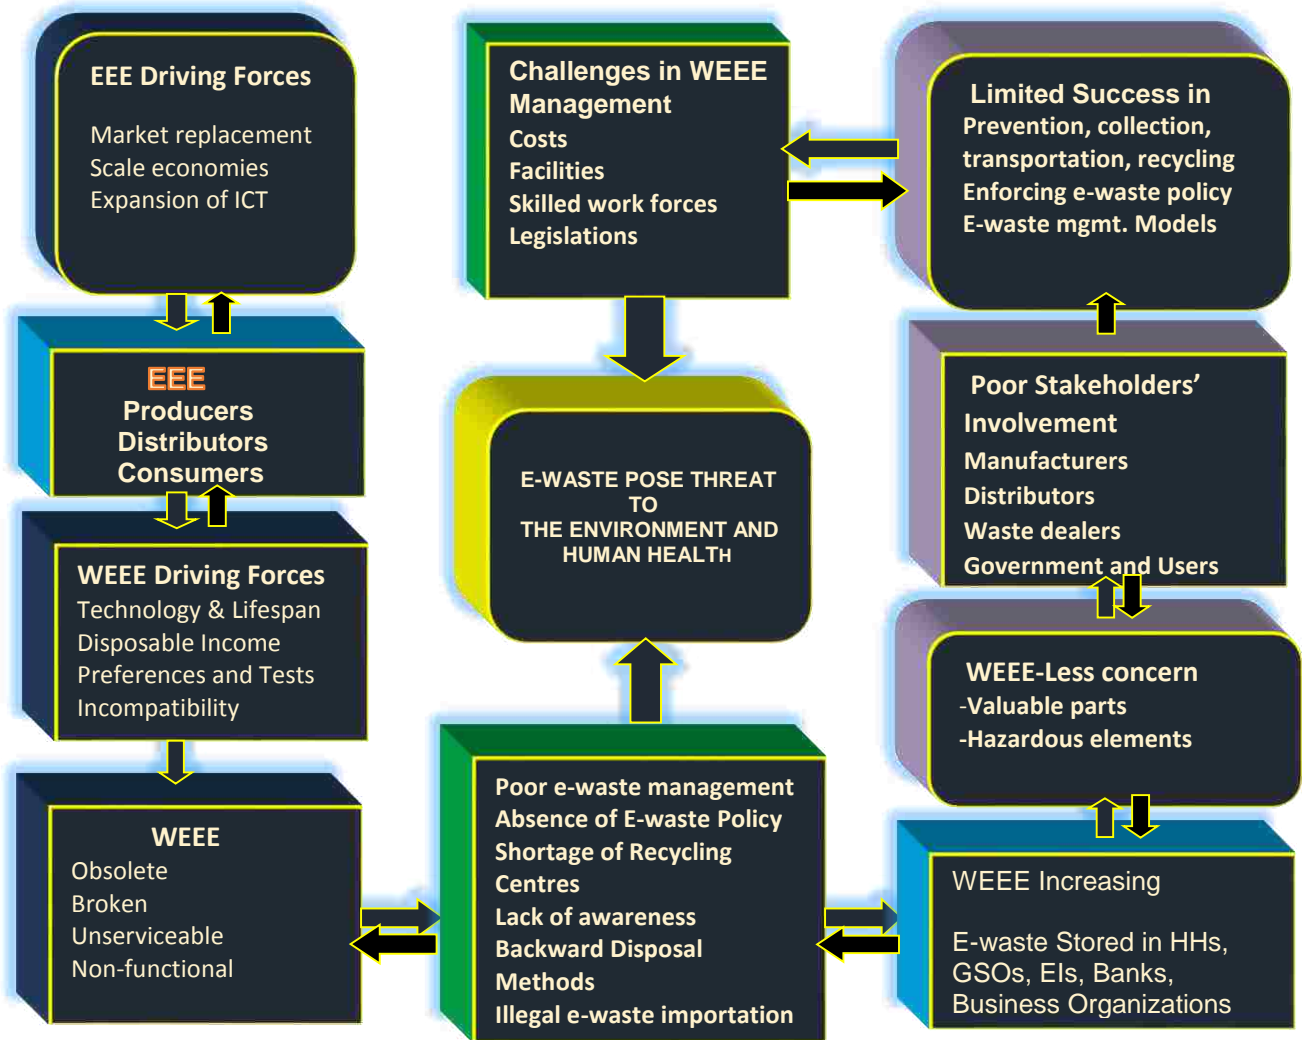 EEE Driving Forces
Market replacement
Scale economies
Expansion of ICT
EEE
Producers
Distributors
Consumers
WEEE Driving Forces
Technology & Lifespan
Disposable Income
Preferences and Tests
Incompatibility
WEEE
Obsolete
Broken
Unserviceable
Non-functional
Challenges in WEEE
Management
Costs
Facilities
Skilled work forces
Legislations
E-WASTE POSE THREAT
TO
THE ENVIRONMENT AND
HUMAN HEALTH
Poor e-waste management
Absence of E-waste Policy
Shortage of Recycling
Centres
Lack of awareness
Backward Disposal
Methods
Illegal e-waste importation
Limited Success in
Prevention, collection,
transportation, recycling
Enforcing e-waste policy
E-waste mgmt. Models
Poor Stakeholders’
Involvement
Manufacturers
Distributors
Waste dealers
Government and Users
WEEE-Less concern
-Valuable parts
-Hazardous elements
WEEE Increasing
E-waste Stored in HHs,
GSOs, EIs, Banks,
Business Organizations